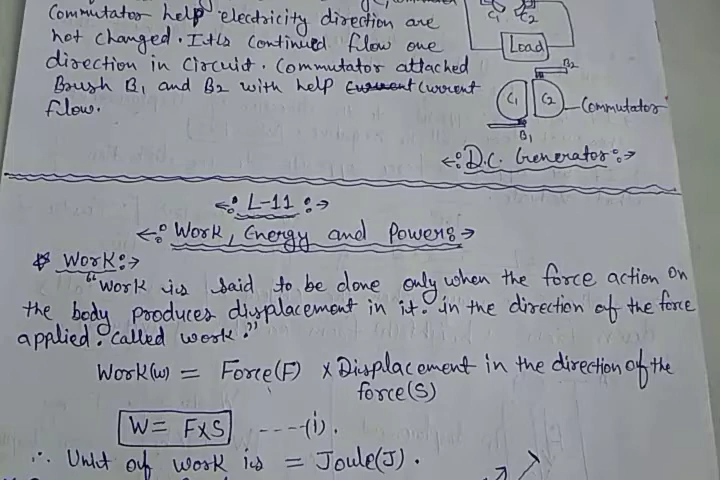 Commutator help electricity direction are
not changed. It is continued flow one
direction in circuit. Commutator attached
Brush B1 and B2 with help current
flow.
C1 C2
Load
B2
C1 C2 Commutator
B1
D.C. Generator
L-11
Work, Energy and Powers
* Work:→
"Work is said to be done only when the force action on
the body produces displacement in it. in the direction of the force
applied. Called work."
Work(w) = Force(F) × Displacement in the direction of the
force(S)
W = F×S ----(i).
∴ Unit of work is = Joule(J).